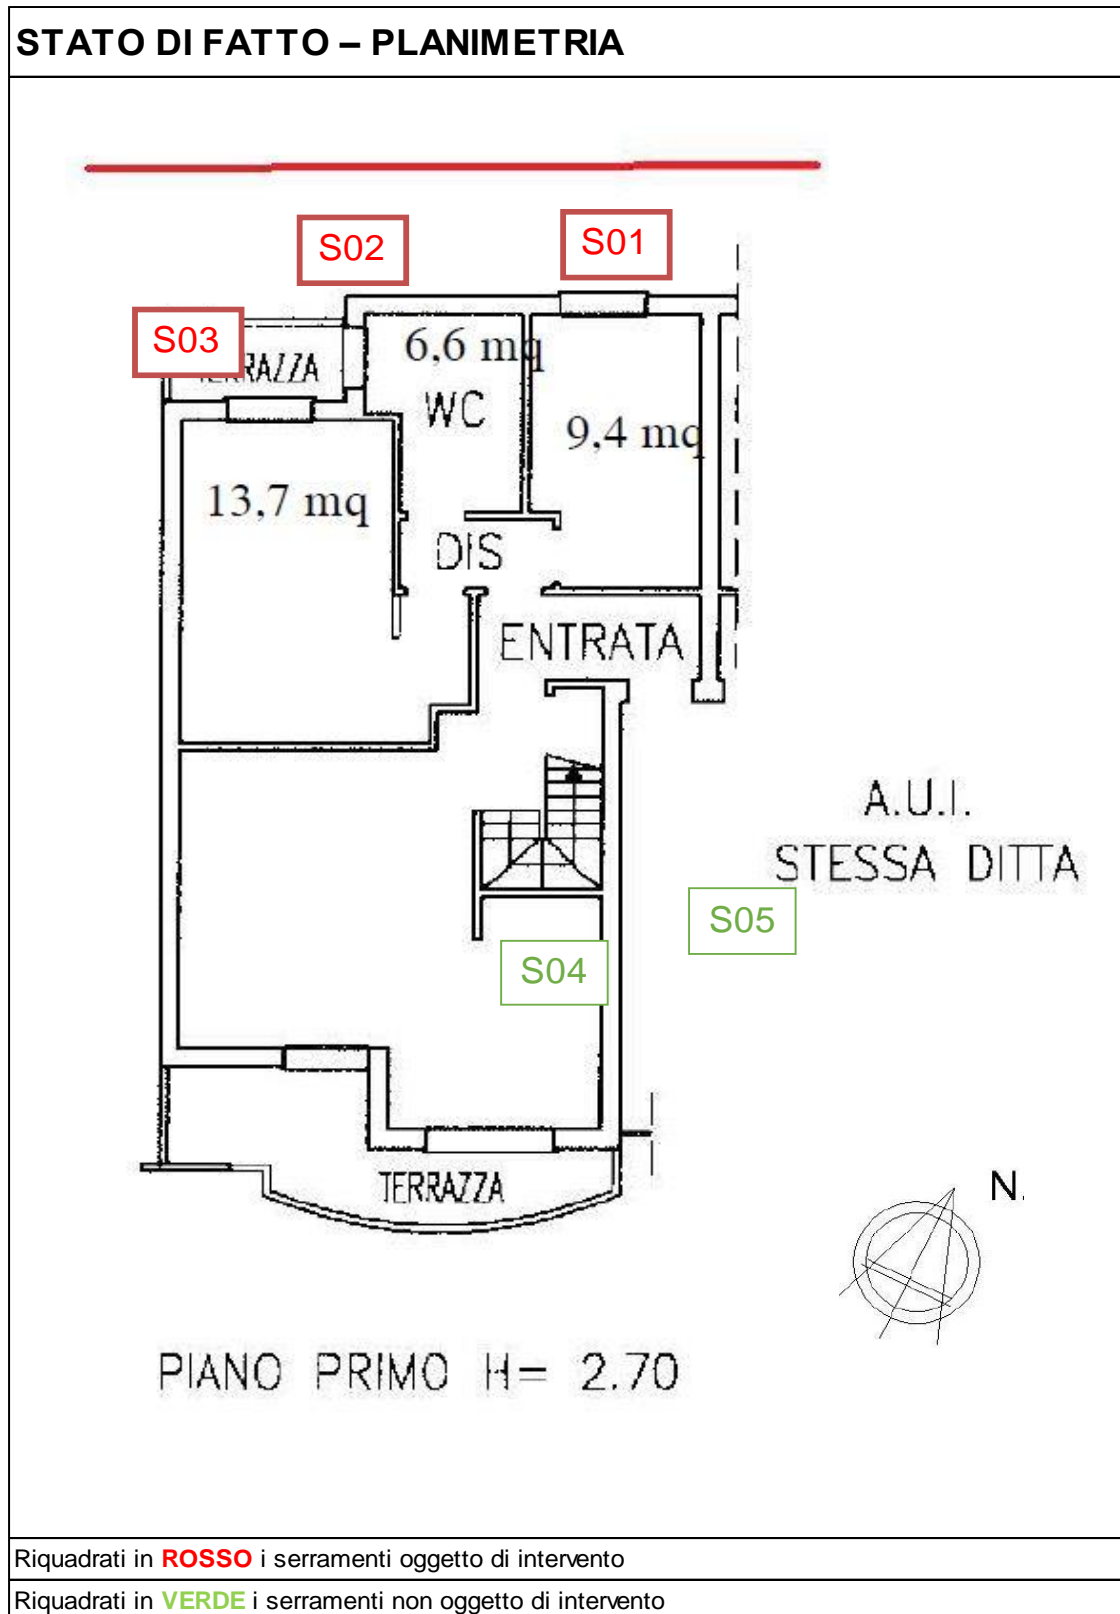 STATO DI FATTO – PLANIMETRIA
S02
S01
S03
TERRAZZA
6,6 mq
WC
9,4 mq
13,7 mq
DIS
ENTRATA
A.U.I.
STESSA DITTA
S05
S04
TERRAZZA
N.
PIANO PRIMO H= 2.70
Riquadrati in ROSSO i serramenti oggetto di intervento
Riquadrati in VERDE i serramenti non oggetto di intervento